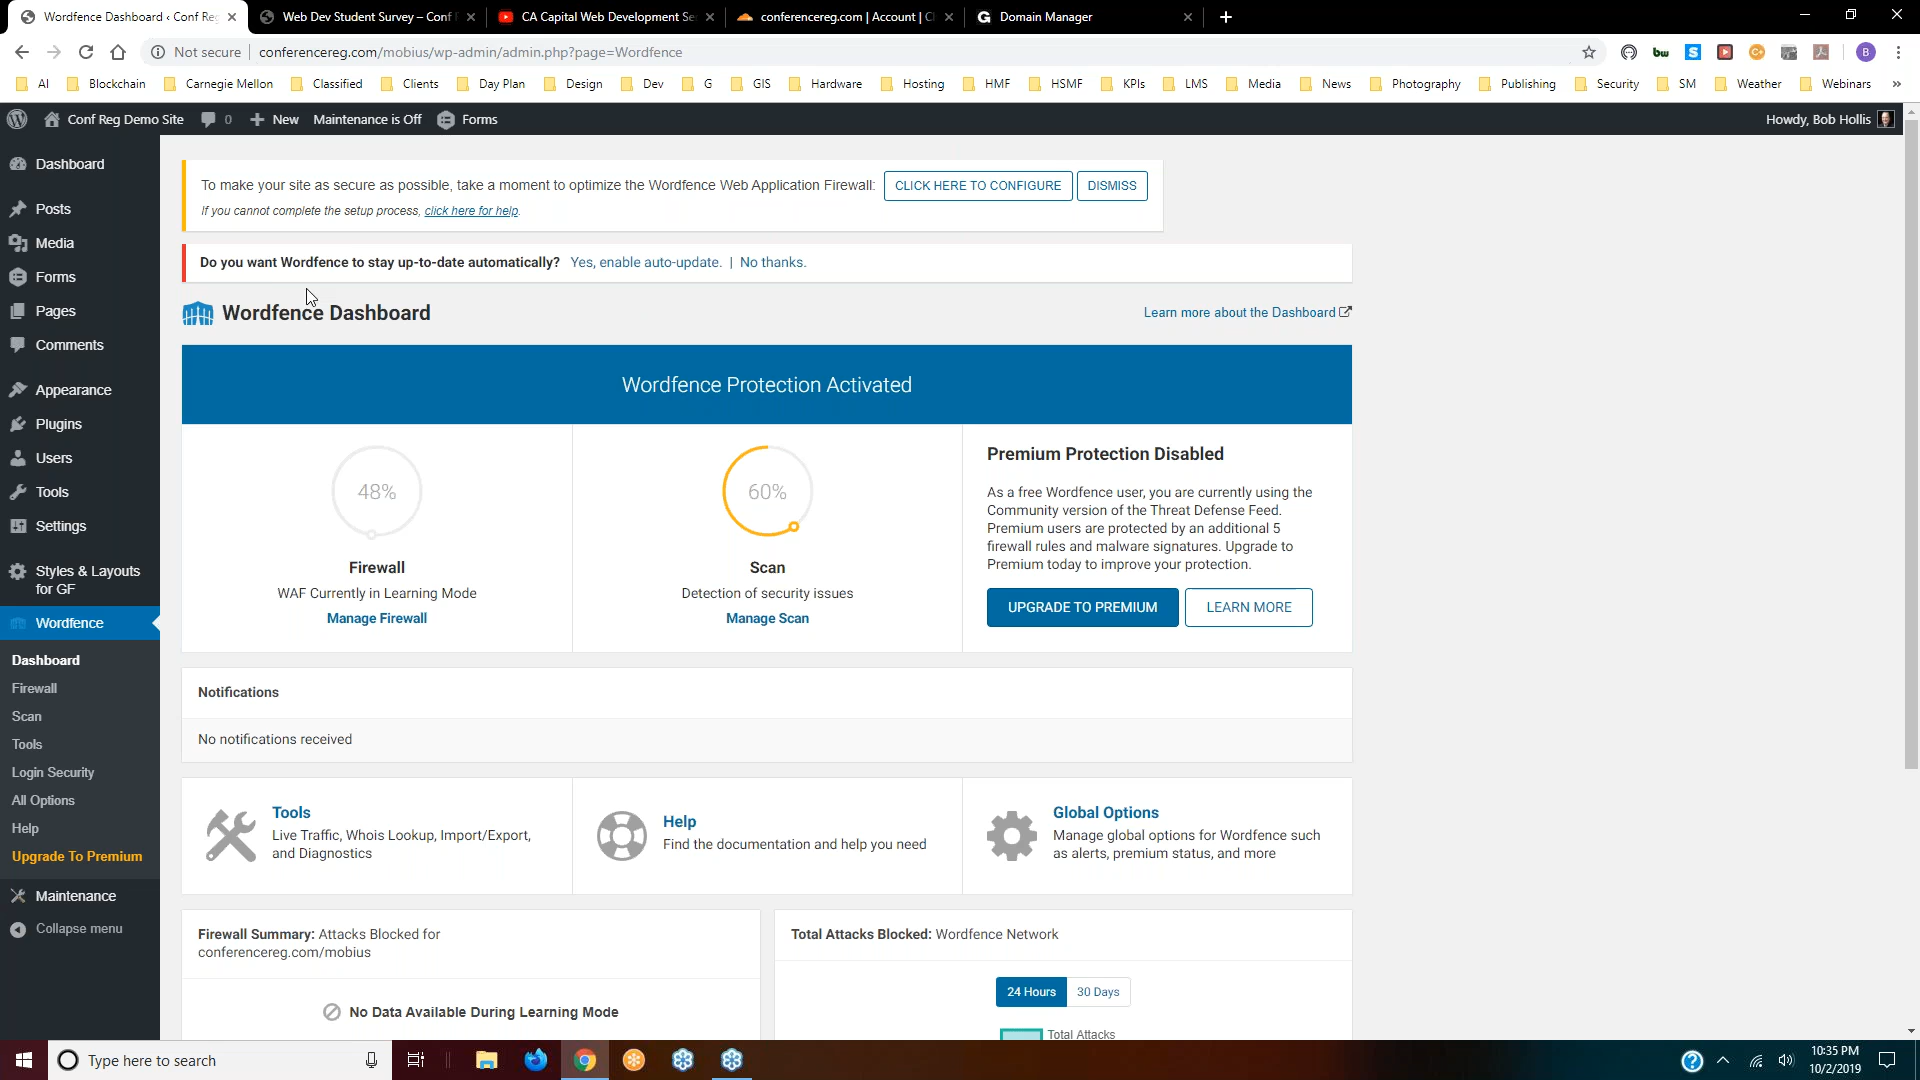 Wordfence Dashboard ‹ Conf Re
Web Dev Student Survey – Conf
CA Capital Web Development Se
conferencereg.com | Account | Cl
Domain Manager
Not secure
conferencereg.com/mobius/wp-admin/admin.php?page=Wordfence
B
AI
Blockchain
Carnegie Mellon
Classified
Clients
Day Plan
Design
Dev
G
GIS
Hardware
Hosting
HMF
HSMF
KPIs
LMS
Media
News
Photography
Publishing
Security
SM
Weather
Webinars
Conf Reg Demo Site
0
New
Maintenance is Off
Forms
Howdy, Bob Hollis
Dashboard
Posts
Media
Forms
Pages
Comments
Appearance
Plugins
Users
Tools
Settings
Styles & Layouts
for GF
Wordfence
Dashboard
Firewall
Scan
Tools
Login Security
All Options
Help
Upgrade To Premium
Maintenance
Collapse menu
To make your site as secure as possible, take a moment to optimize the Wordfence Web Application Firewall:
CLICK HERE TO CONFIGURE
DISMISS
If you cannot complete the setup process, click here for help.
Do you want Wordfence to stay up-to-date automatically? Yes, enable auto-update. | No thanks.
Wordfence Dashboard
Learn more about the Dashboard
Wordfence Protection Activated
48%
Firewall
WAF Currently in Learning Mode
Manage Firewall
60%
Scan
Detection of security issues
Manage Scan
Premium Protection Disabled
As a free Wordfence user, you are currently using the
Community version of the Threat Defense Feed.
Premium users are protected by an additional 5
firewall rules and malware signatures. Upgrade to
Premium today to improve your protection.
UPGRADE TO PREMIUM
LEARN MORE
Notifications
No notifications received
Tools
Live Traffic, Whois Lookup, Import/Export,
and Diagnostics
Help
Find the documentation and help you need
Global Options
Manage global options for Wordfence such
as alerts, premium status, and more
Firewall Summary: Attacks Blocked for
conferencereg.com/mobius
No Data Available During Learning Mode
Total Attacks Blocked: Wordfence Network
24 Hours
30 Days
Total Attacks
Type here to search
10:35 PM
10/2/2019